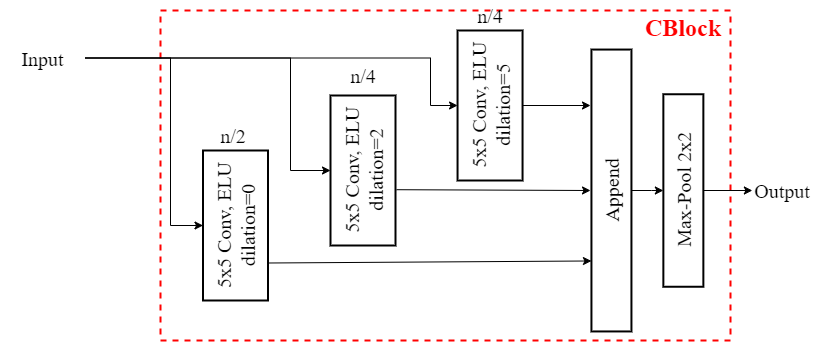 n/4
CBlock
Input
5x5 Conv, ELU
dilation=5
n/4
5x5 Conv, ELU
dilation=2
n/2
5x5 Conv, ELU
dilation=0
Append
Max-Pool 2x2
Output